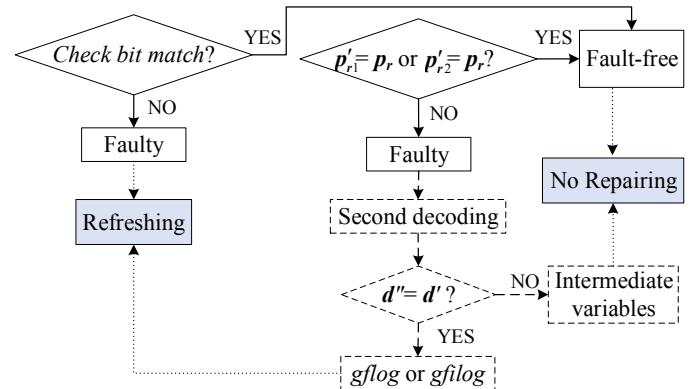 YES
Check bit match?
p'r1= pr or p'r2= pr?
YES
Fault-free
NO
NO
Faulty
Faulty
No Repairing
Refreshing
Second decoding
d''= d' ?
NO
Intermediate
variables
YES
gflog or gfilog